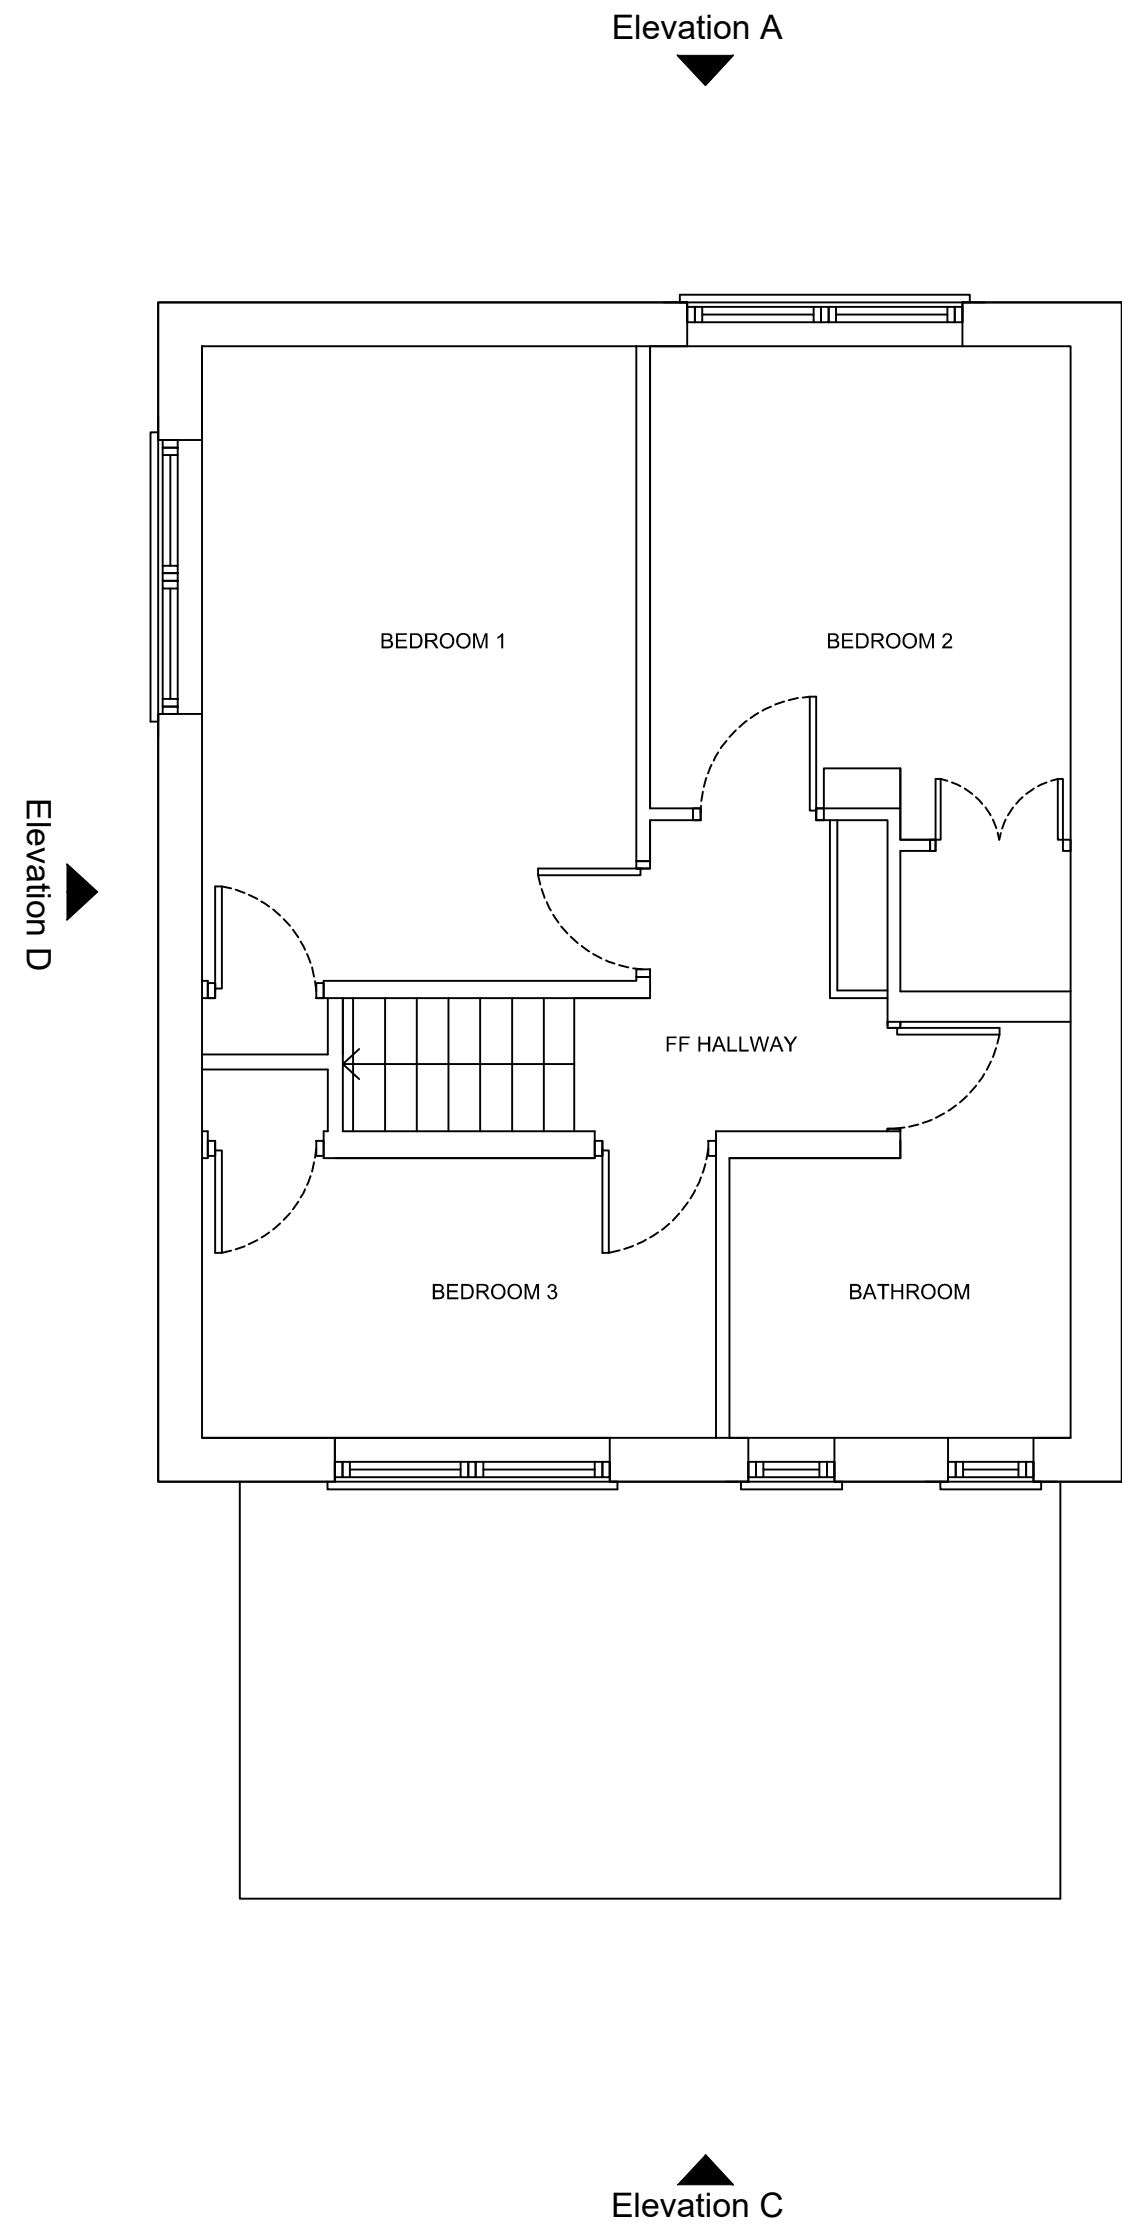 Elevation A
BEDROOM 1
BEDROOM 2
Elevation D
FF HALLWAY
BEDROOM 3
BATHROOM
Elevation C